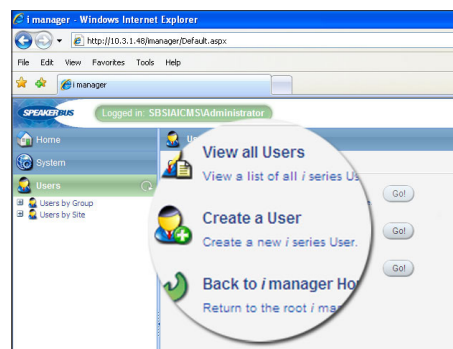 i manager - Windows Internet Explorer
http://10.3.1.48/imanager/Default.aspx
File Edit View Favorites Tools Help
i manager
SPEAKERBUS
Logged in: SBSIAICMS\Administrator
Home
System
Users
Users by Group
Users by Site
View all Users
View a list of all i series
Go!
Create a User
Create a new i series User.
Go!
Back to i manager
Return to the root i
Go!